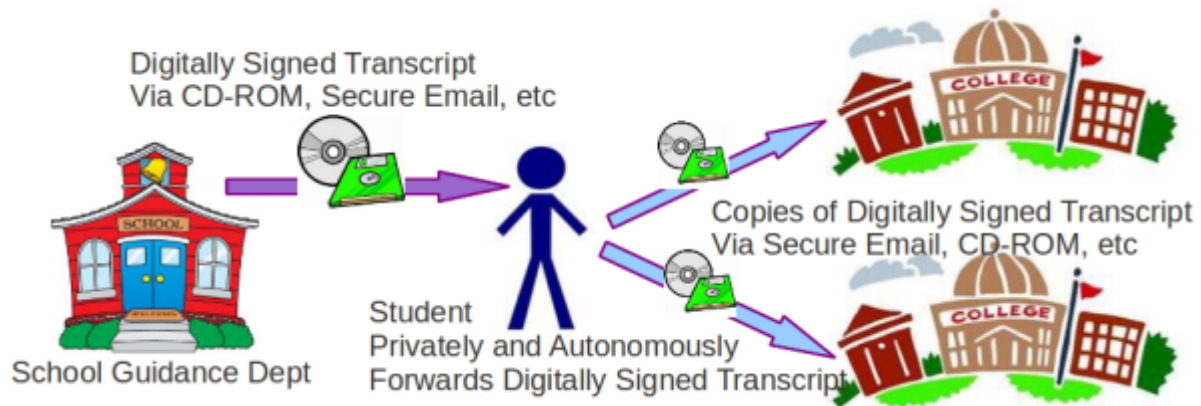 Digitally Signed Transcript
Via CD-ROM, Secure Email, etc
SCHOOL
WELCOME
School Guidance Dept
Student
Privately and Autonomously
Forwards Digitally Signed Transcript
COLLEGE
Copies of Digitally Signed Transcript
Via Secure Email, CD-ROM, etc
COLLEGE